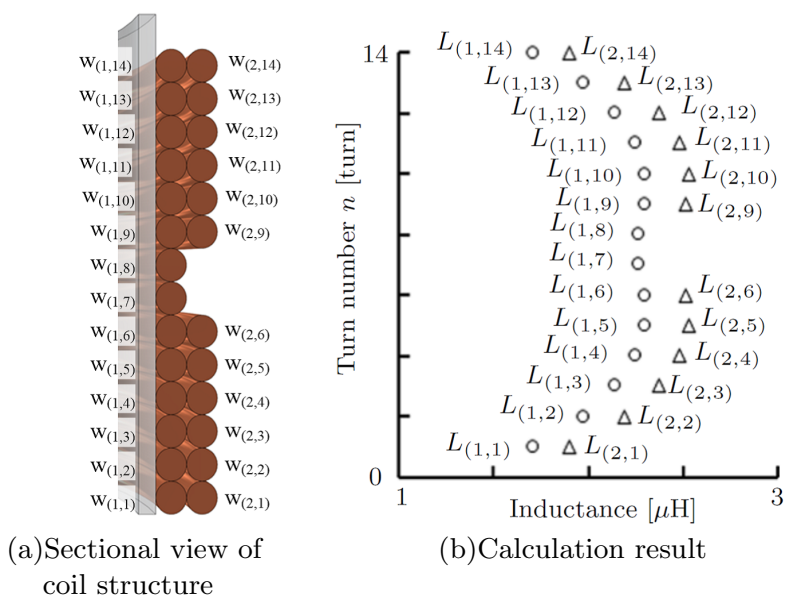 W(1,14) W(2,14)
W(1,13) W(2,13)
W(1,12) W(2,12)
W(1,11) W(2,11)
W(1,10) W(2,10)
W(1,9) W(2,9)
W(1,8)
W(1,7)
W(1,6) W(2,6)
W(1,5) W(2,5)
W(1,4) W(2,4)
W(1,3) W(2,3)
W(1,2) W(2,2)
W(1,1) W(2,1)
(a)Sectional view of
coil structure
Turn number n [turn]
14
0
L(1,14) L(2,14)
L(1,13) L(2,13)
L(1,12) L(2,12)
L(1,11) L(2,11)
L(1,10) L(2,10)
L(1,9) L(2,9)
L(1,8)
L(1,7)
L(1,6) L(2,6)
L(1,5) L(2,5)
L(1,4) L(2,4)
L(1,3) L(2,3)
L(1,2) L(2,2)
L(1,1) L(2,1)
1 3
Inductance [μH]
(b)Calculation result